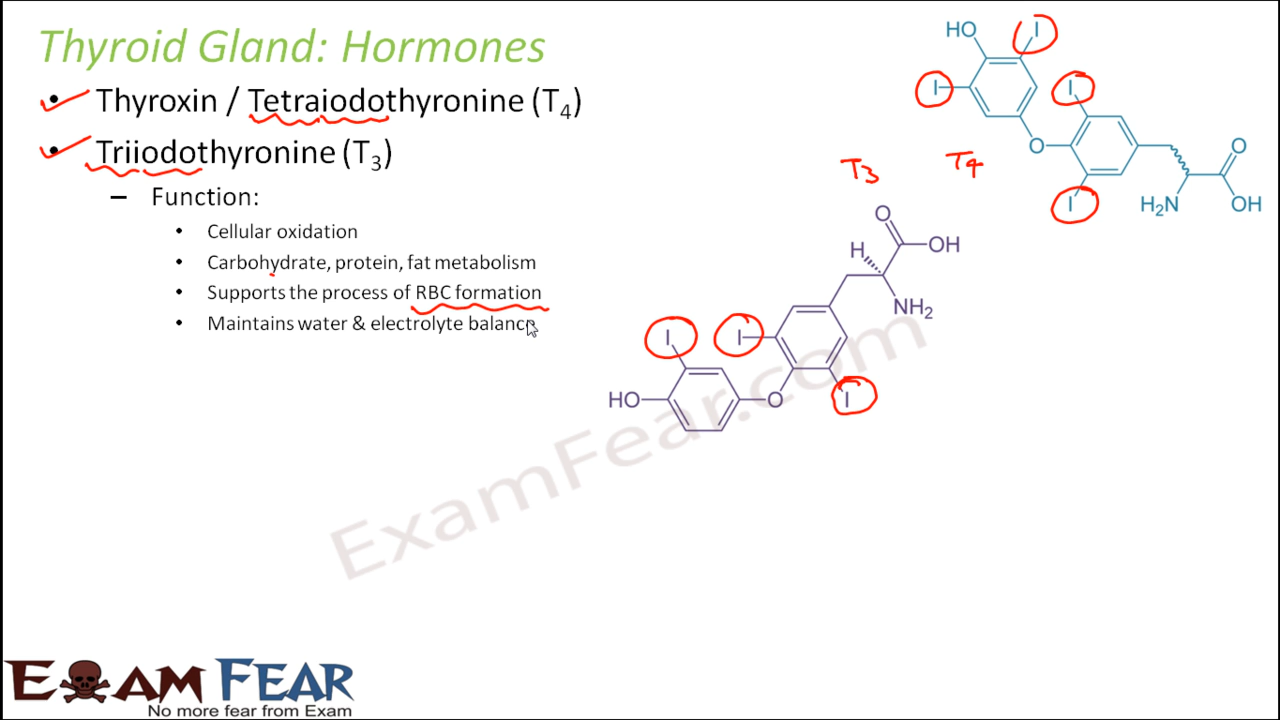 Thyroid Gland: Hormones
• Thyroxin / Tetraiodothyronine (T₄)
• Triiodothyronine (T₃)
– Function:
• Cellular oxidation
• Carbohydrate, protein, fat metabolism
• Supports the process of RBC formation
• Maintains water & electrolyte balance
HO
I
I
I
O
I
O
OH
H₂N
T₃
T₄
O
OH
H
NH₂
I
I
I
HO
O
ExamFear.com
EXAM FEAR
No more fear from Exam